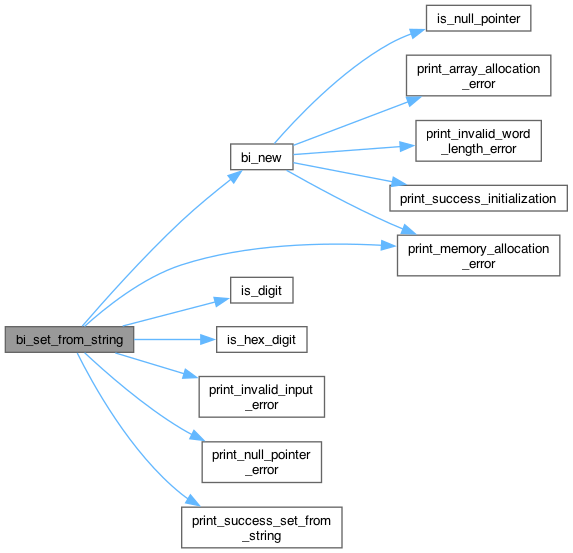 is_null_pointer
print_array_allocation
_error
bi_new
print_invalid_word
_length_error
print_success_initialization
print_memory_allocation
_error
is_digit
bi_set_from_string
is_hex_digit
print_invalid_input
_error
print_null_pointer
_error
print_success_set_from
_string